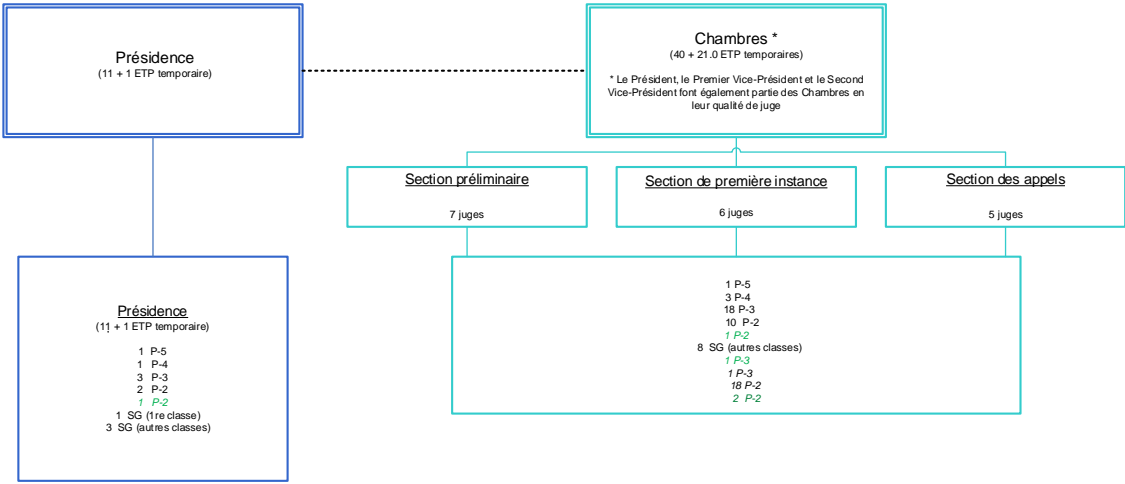 Présidence
(11 + 1 ETP temporaire)
Chambres *
(40 + 21.0 ETP temporaires)
* Le Président, le Premier Vice-Président et le Second
Vice-Président font également partie des Chambres en
leur qualité de juge
Section préliminaire
7 juges
Section de première instance
6 juges
Section des appels
5 juges
Présidence
(11 + 1 ETP temporaire)
1 P-5
1 P-4
3 P-3
2 P-2
1 P-2
1 SG (1re classe)
3 SG (autres classes)
1 P-5
3 P-4
18 P-3
10 P-2
1 P-2
8 SG (autres classes)
1 P-3
1 P-3
18 P-2
2 P-2